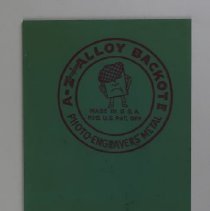 A-Z ALLOY BACKOTE
MADE IN U.S.A.
REG. U.S. PAT. OFF.
PHOTO-ENGRAVERS METAL